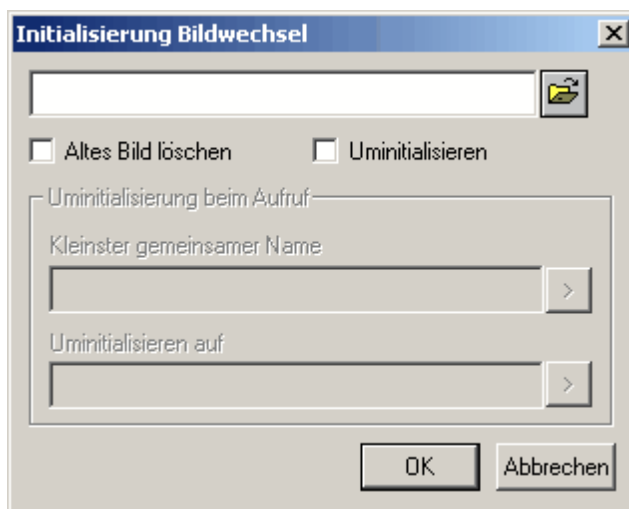 Initialisierung Bildwechsel
Altes Bild löschen Uminitialisieren
Uminitialisierung beim Aufruf
Kleinster gemeinsamer Name
>
Uminitialisieren auf
>
OK Abbrechen